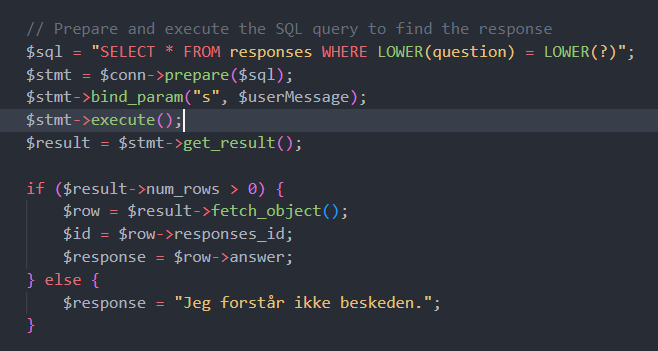 // Prepare and execute the SQL query to find the response
$sql = "SELECT * FROM responses WHERE LOWER(question) = LOWER(?)";
$stmt = $conn->prepare($sql);
$stmt->bind_param("s", $userMessage);
$stmt->execute();
$result = $stmt->get_result();
if ($result->num_rows > 0) {
$row = $result->fetch_object();
$id = $row->responses_id;
$response = $row->answer;
} else {
$response = "Jeg forstår ikke beskeden.";
}